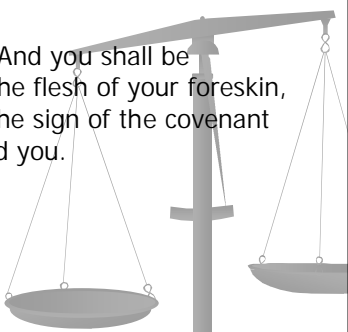 And you shall be
he flesh of your foreskin,
he sign of the covenant
d you.